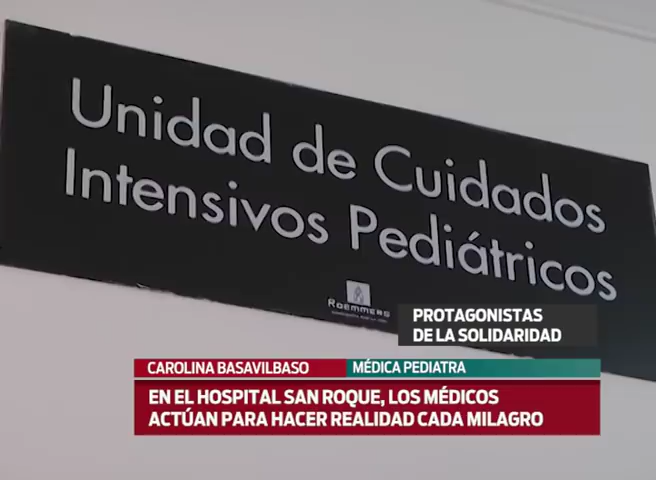 Unidad de Cuidados
Intensivos Pediátricos
ROEMMERS
PROTAGONISTAS
DE LA SOLIDARIDAD
CAROLINA BASAVILBASO
MÉDICA PEDIATRA
EN EL HOSPITAL SAN ROQUE, LOS MÉDICOS
ACTÚAN PARA HACER REALIDAD CADA MILAGRO